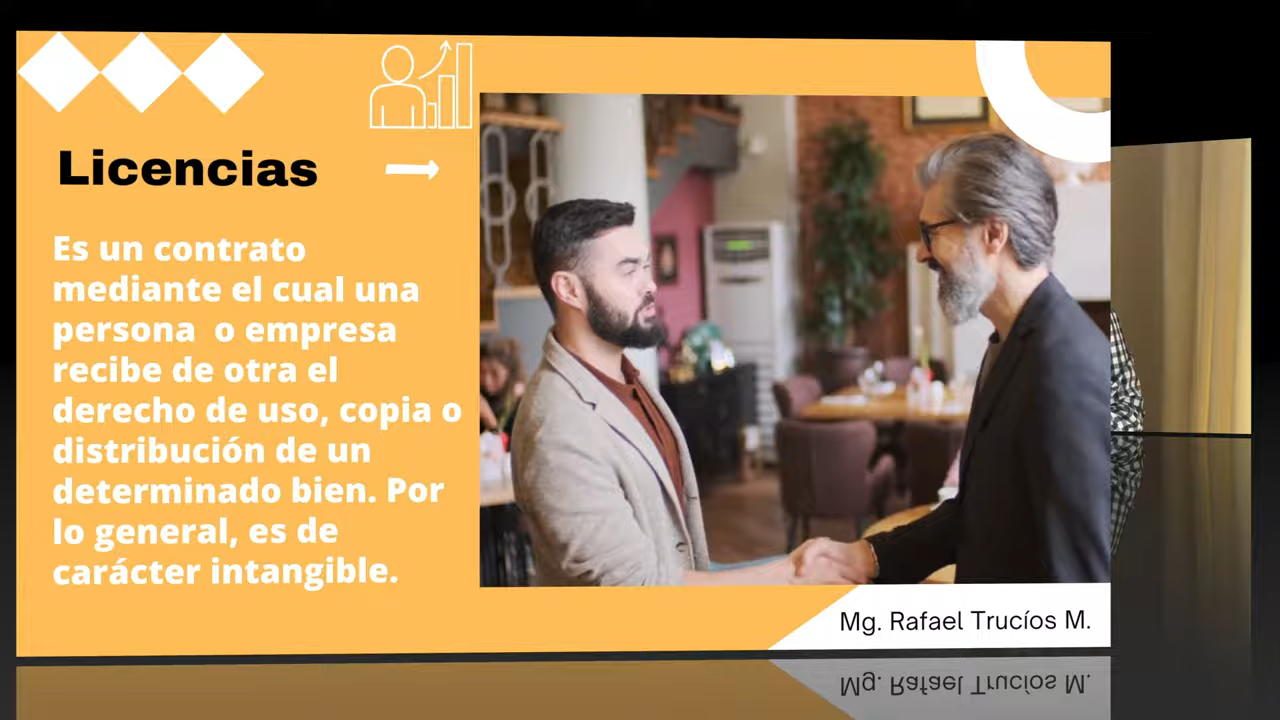 Licencias
Es un contrato
mediante el cual una
persona o empresa
recibe de otra el
derecho de uso, copia o
distribución de un
determinado bien. Por
lo general, es de
carácter intangible.
Mg. Rafael Trucíos M.
Mg. Rafael Trucíos M.